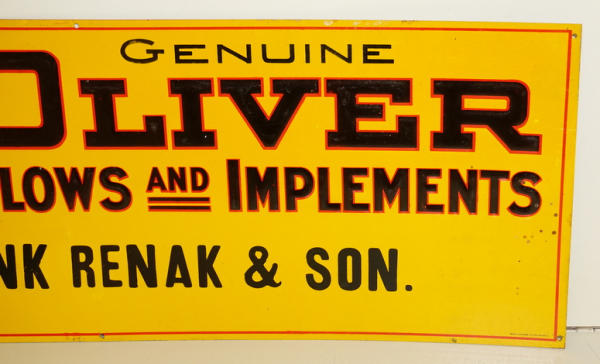 GENUINE
OLIVER
LOWS AND IMPLEMENTS
NK RENAK & SON.